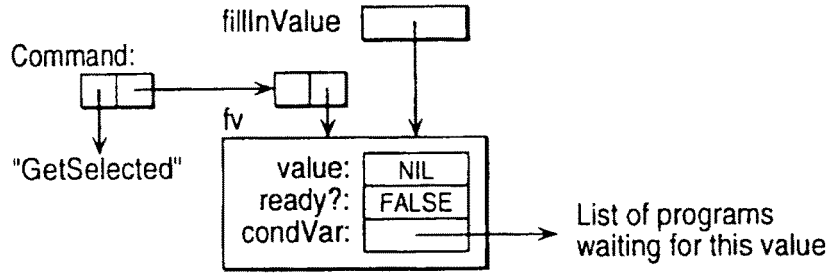 fillInValue
Command:
fv
"GetSelected"
value: NIL
ready?: FALSE
condVar:
List of programs
waiting for this value